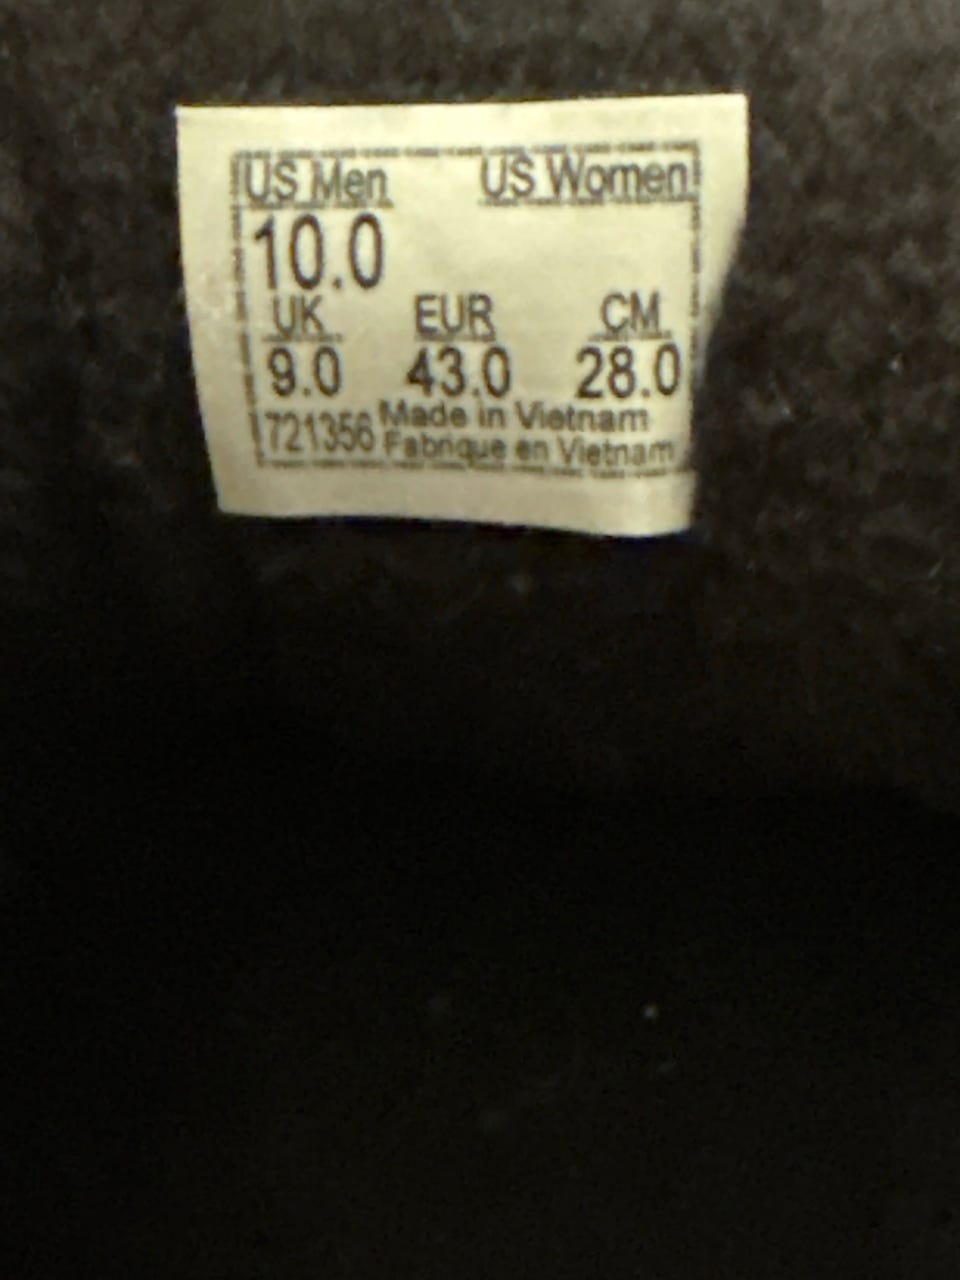 US Men US Women
10.0
UK EUR CM
9.0 43.0 28.0
721356 Made in Vietnam
Fabrique en Vietnam